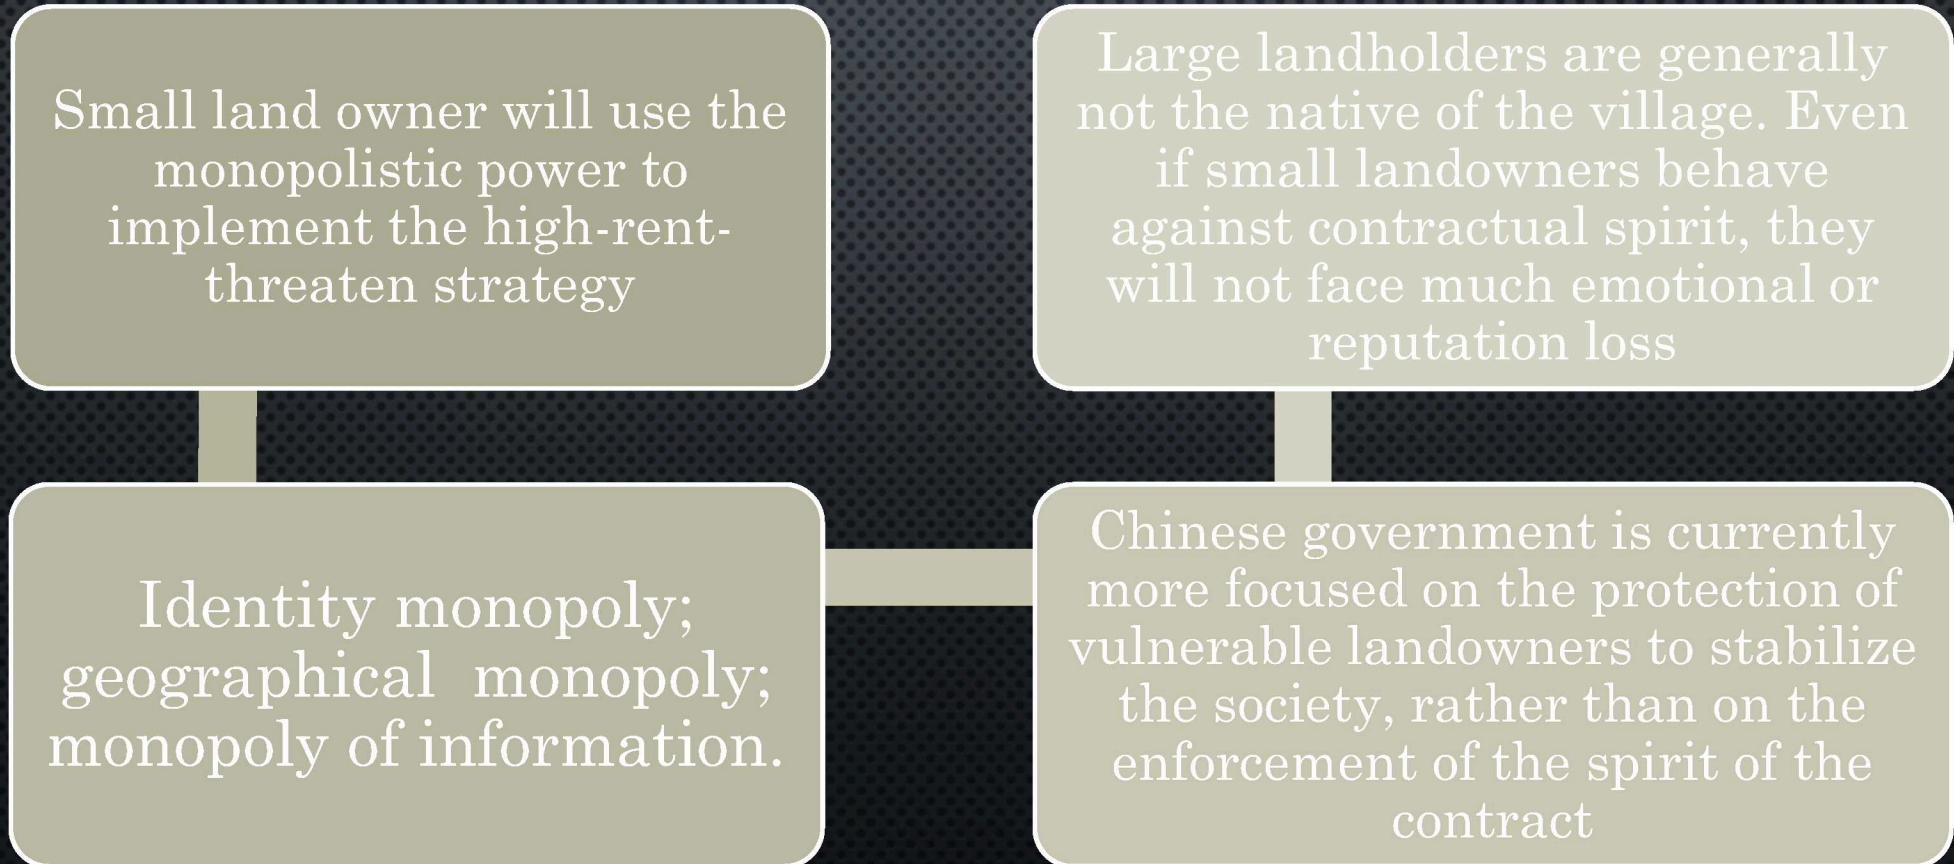 Small land owner will use the
monopolistic power to
implement the high-rent-
threaten strategy
Identity monopoly;
geographical  monopoly;
monopoly of information.
Chinese government is currently
more focused on the protection of
vulnerable landowners to stabilize
the society, rather than on the
enforcement of the spirit of the
contract
Large landholders are generally
not the native of the village. Even
if small landowners behave
against contractual spirit, they
will not face much emotional or
reputation loss